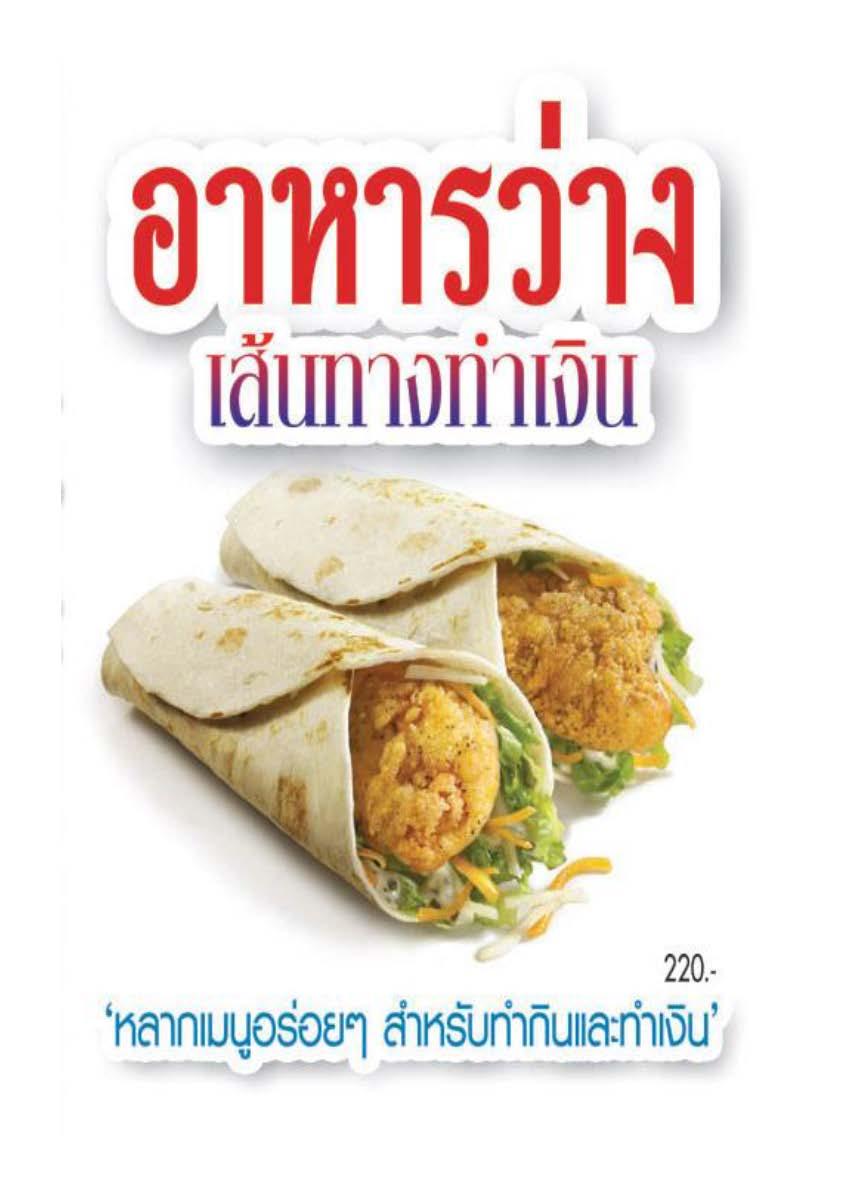 อาหารว่าง
เส้นทางทำเงิน
220.-
‘หลากเมนูอร่อยๆ สำหรับทำกินและทำเงิน’